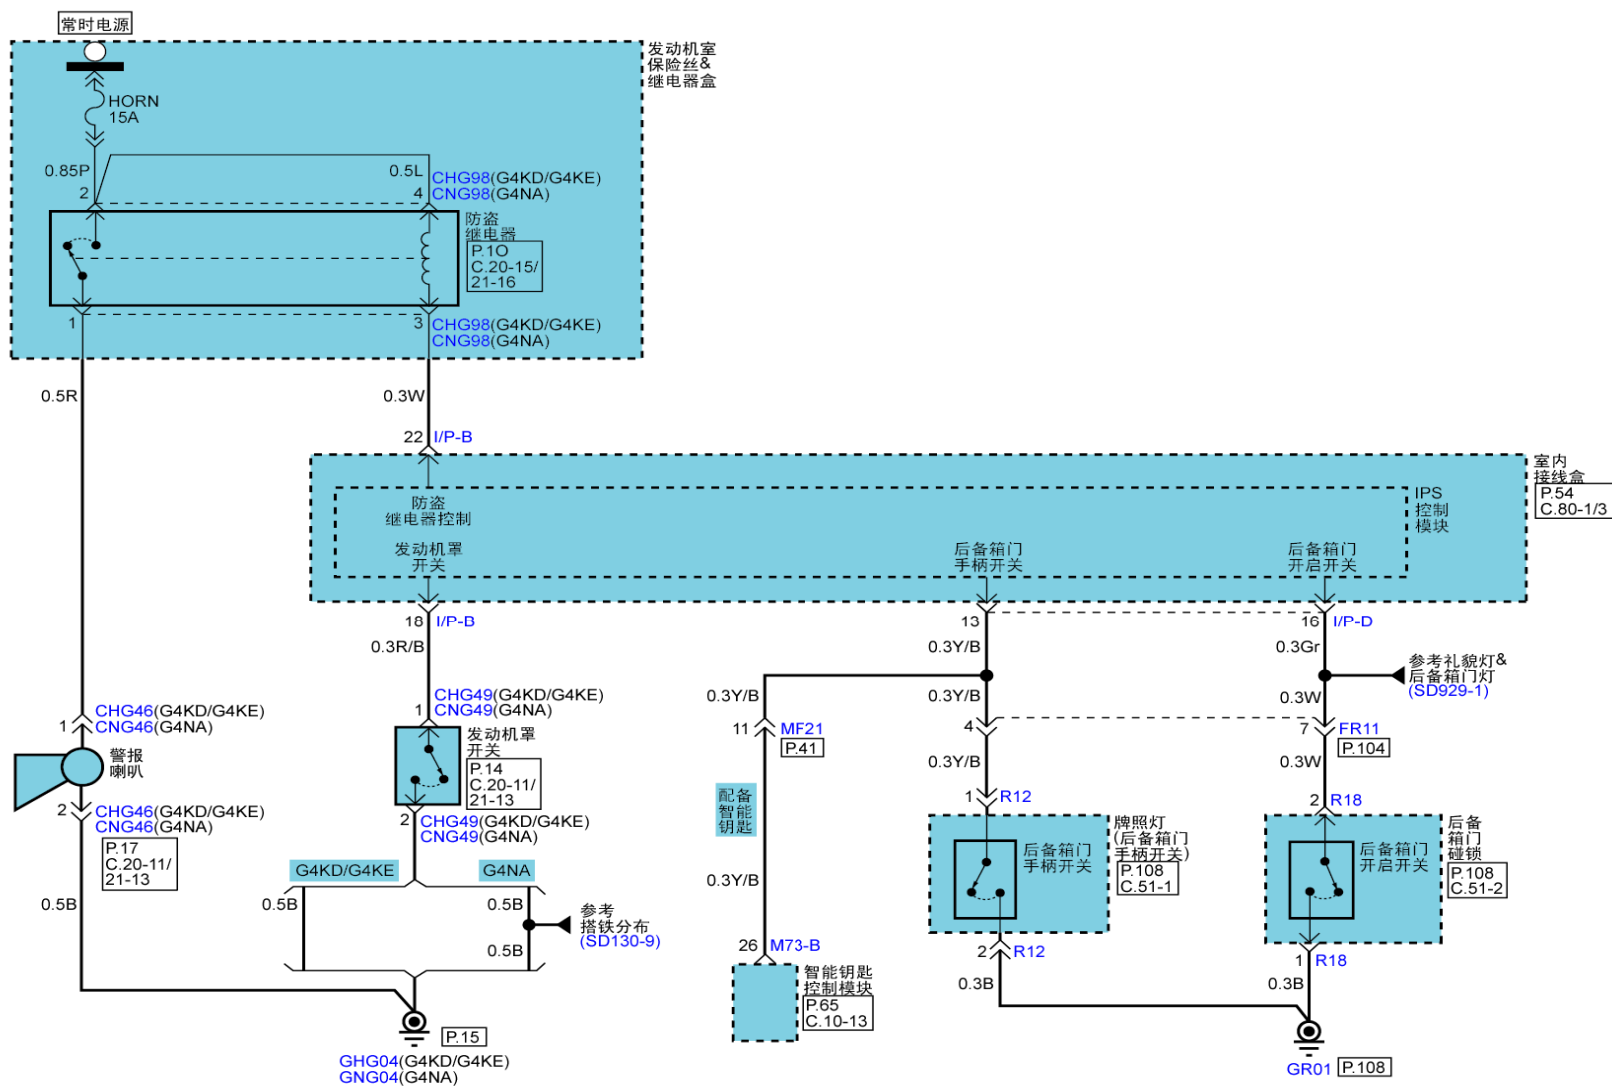 常时电源
发动机室
保险丝&
继电器盒
HORN
15A
0.85P
0.5L
2
4
CHG98(G4KD/G4KE)
CNG98(G4NA)
防盗
继电器
P.1O
C.20-15/
21-16
1
3
CHG98(G4KD/G4KE)
CNG98(G4NA)
0.5R
0.3W
22
I/P-B
室内
接线盒
P.54
C.80-1/3
IPS
控制
模块
防盗
继电器控制
发动机罩
开关
后备箱门
手柄开关
后备箱门
开启开关
18
I/P-B
13
16
I/P-D
0.3R/B
0.3Y/B
0.3Gr
参考礼貌灯&
后备箱门灯
(SD929-1)
0.3Y/B
0.3Y/B
0.3W
CHG49(G4KD/G4KE)
CNG49(G4NA)
1
CHG46(G4KD/G4KE)
CNG46(G4NA)
1
11
MF21
P.41
4
7
FR11
P.104
警报
喇叭
发动机罩
开关
P.14
C.20-11/
21-13
0.3Y/B
0.3W
配备
智能
钥匙
1
R12
2
R18
2
CHG46(G4KD/G4KE)
CNG46(G4NA)
P.17
C.20-11/
21-13
2
CHG49(G4KD/G4KE)
CNG49(G4NA)
牌照灯
(后备箱门
手柄开关)
P.108
C.51-1
后备箱门
手柄开关
后备箱门
开启开关
后备
箱门
碰锁
P.108
C.51-2
G4KD/G4KE
G4NA
0.3Y/B
0.5B
0.5B
0.5B
参考
搭铁分布
(SD130-9)
0.5B
26
M73-B
2
R12
1
R18
智能钥匙
控制模块
P.65
C.10-13
0.3B
0.3B
P.15
GHG04(G4KD/G4KE)
GNG04(G4NA)
GR01
P.108